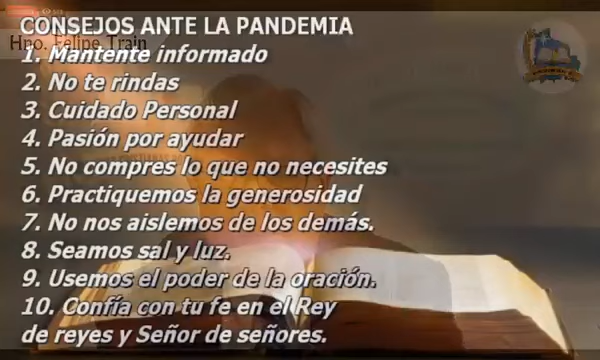 CONSEJOS ANTE LA PANDEMIA
Hno. Felipe Train
1. Mantente informado
2. No te rindas
3. Cuidado Personal
4. Pasión por ayudar
5. No compres lo que no necesites
6. Practiquemos la generosidad
7. No nos aislemos de los demás.
8. Seamos sal y luz.
9. Usemos el poder de la oración.
10. Confía con tu fe en el Rey
de reyes y Señor de señores.